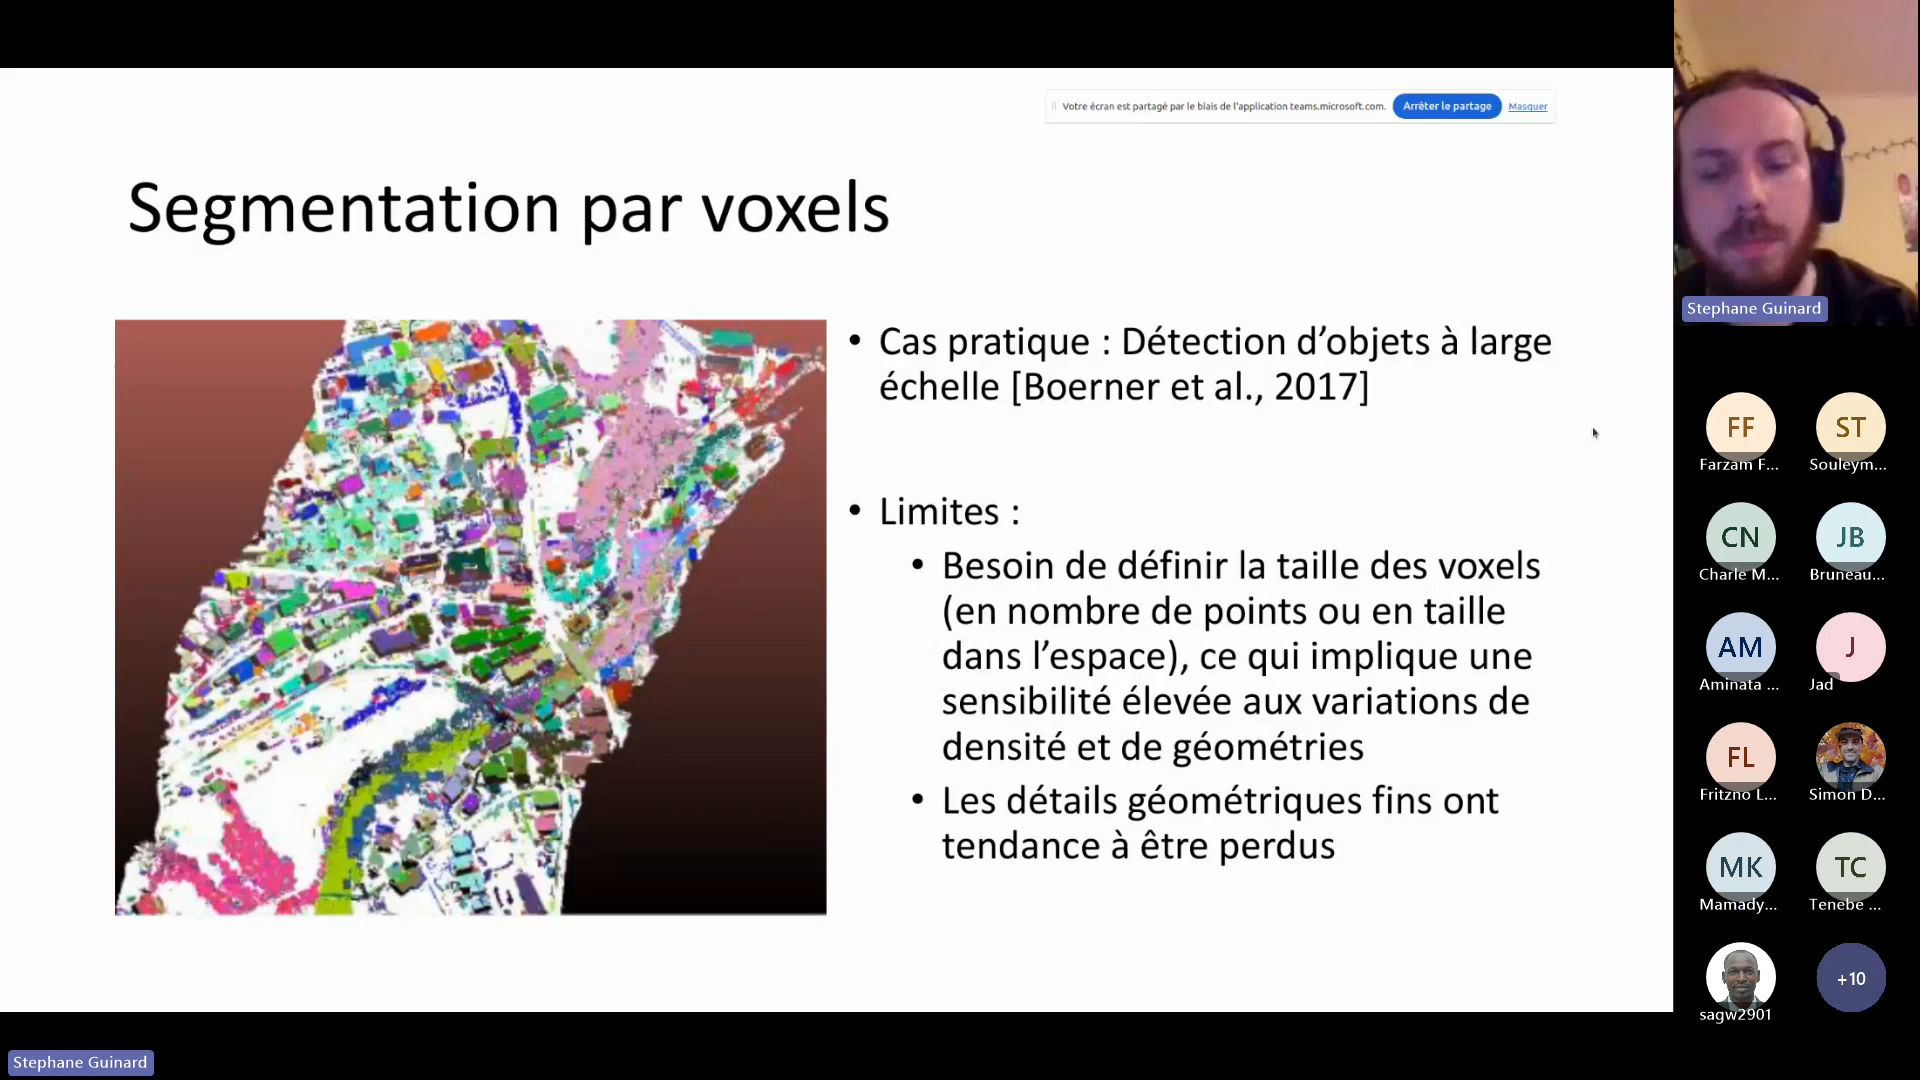 Votre écran est partagé par le biais de l'application teams.microsoft.com.
Arrêter le partage
Masquer
Segmentation par voxels
• Cas pratique : Détection d’objets à large
échelle [Boerner et al., 2017]
• Limites :
• Besoin de définir la taille des voxels
(en nombre de points ou en taille
dans l’espace), ce qui implique une
sensibilité élevée aux variations de
densité et de géométries
• Les détails géométriques fins ont
tendance à être perdus
Stephane Guinard
FF
Farzam F...
ST
Souleym...
CN
Charle M...
JB
Bruneau...
AM
Aminata ...
J
Jad
FL
Fritzno L...
Simon D...
MK
Mamady...
TC
Tenebe ...
sagw2901
+10
Stephane Guinard